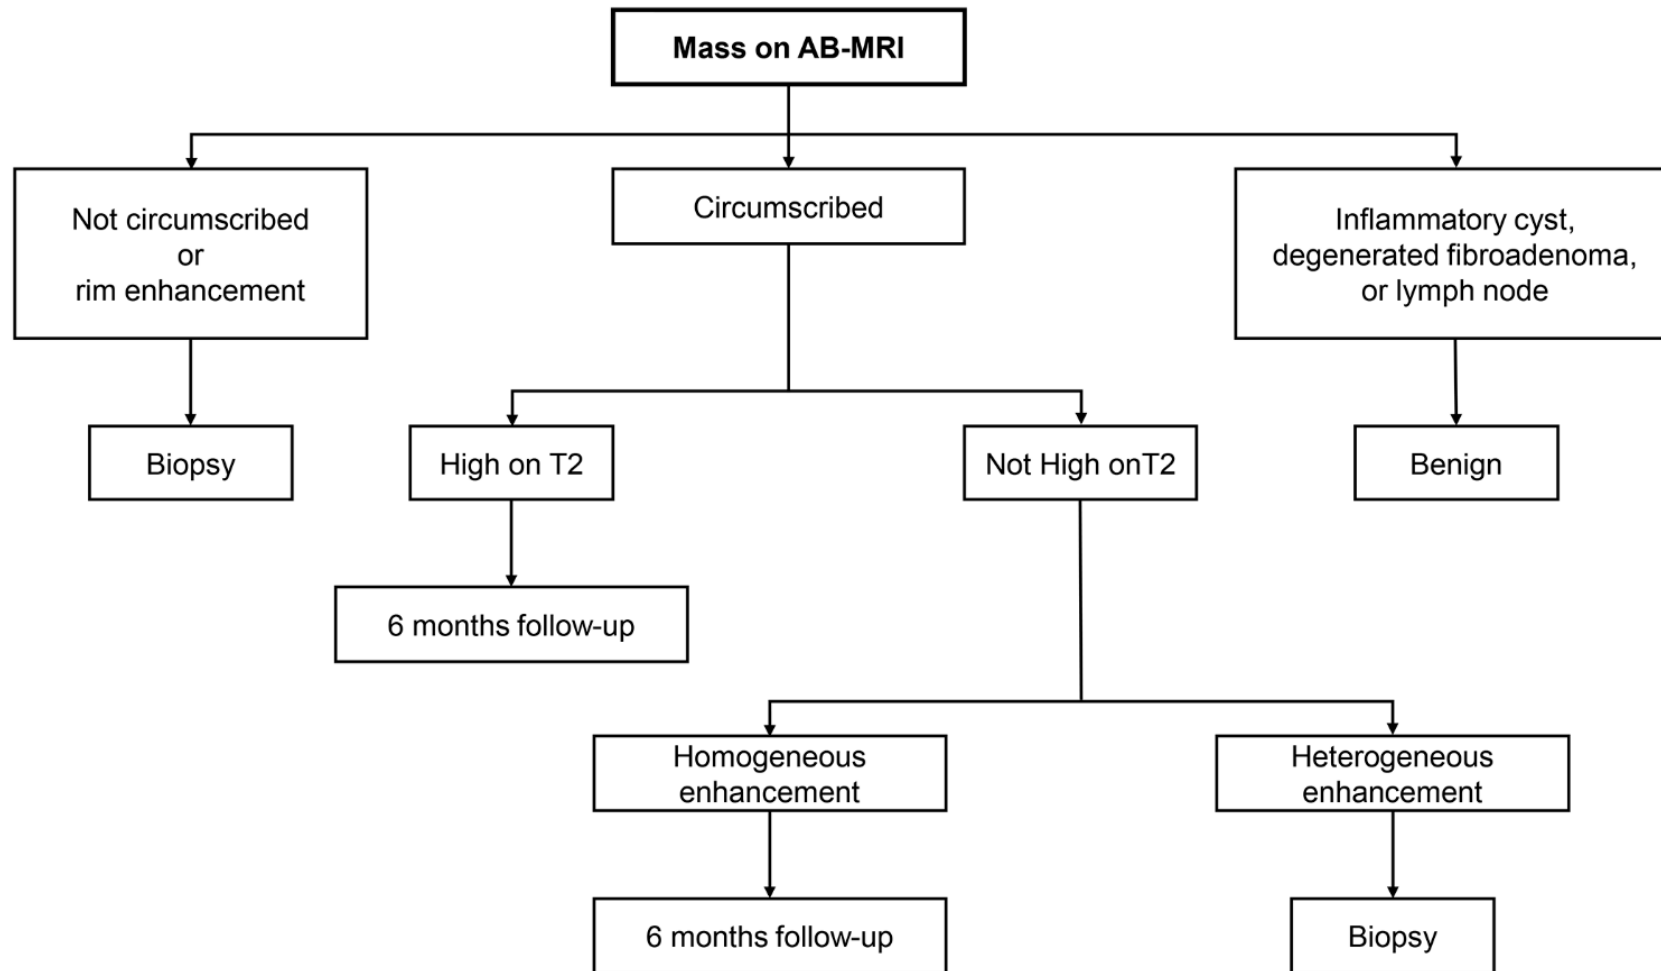 Mass on AB-MRI
Not circumscribed
or
rim enhancement
Circumscribed
Inflammatory cyst,
degenerated fibroadenoma,
or lymph node
Biopsy
High on T2
Not High onT2
Benign
6 months follow-up
Homogeneous
enhancement
Heterogeneous
enhancement
6 months follow-up
Biopsy